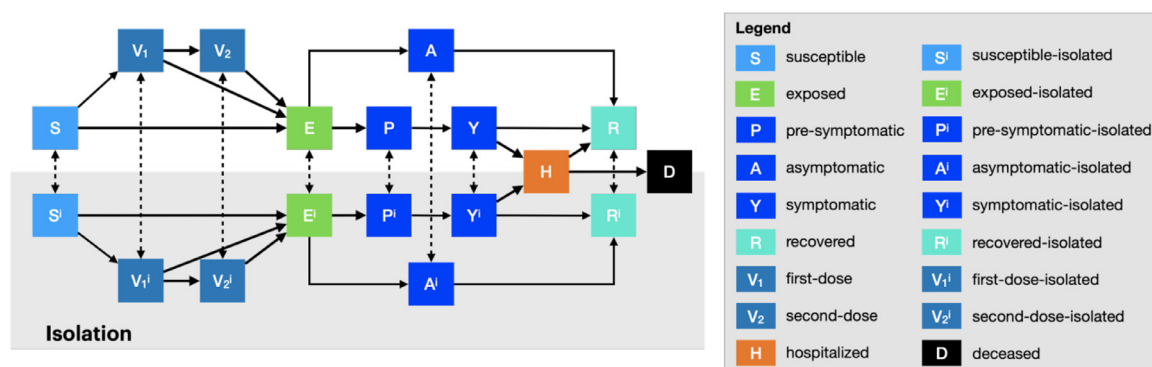 V₁ V₂ A
S E P Y R
H D
Sⁱ Eⁱ Pⁱ Yⁱ Rⁱ
V₁ⁱ V₂ⁱ Aⁱ
Isolation
Legend
S susceptible Sⁱ susceptible-isolated
E exposed Eⁱ exposed-isolated
P pre-symptomatic Pⁱ pre-symptomatic-isolated
A asymptomatic Aⁱ asymptomatic-isolated
Y symptomatic Yⁱ symptomatic-isolated
R recovered Rⁱ recovered-isolated
V₁ first-dose V₁ⁱ first-dose-isolated
V₂ second-dose V₂ⁱ second-dose-isolated
H hospitalized D deceased